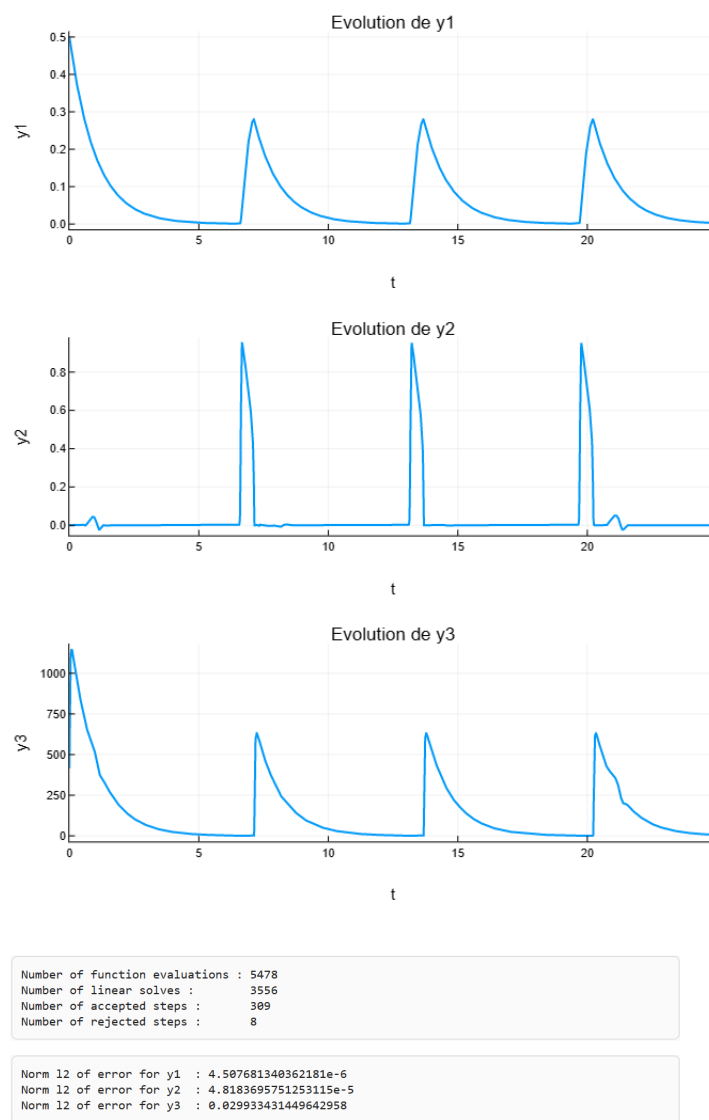 Evolution de y1
0.5
0.4
0.3
0.2
0.1
0.0
y1
0 5 10 15 20
t
Evolution de y2
0.8
0.6
0.4
0.2
0.0
y2
0 5 10 15 20
t
Evolution de y3
1000
750
500
250
0
y3
0 5 10 15 20
t
Number of function evaluations : 5478
Number of linear solves : 3556
Number of accepted steps : 309
Number of rejected steps : 8
Norm l2 of error for y1 : 4.507681340362181e-6
Norm l2 of error for y2 : 4.8183695751253115e-5
Norm l2 of error for y3 : 0.029933431449642958